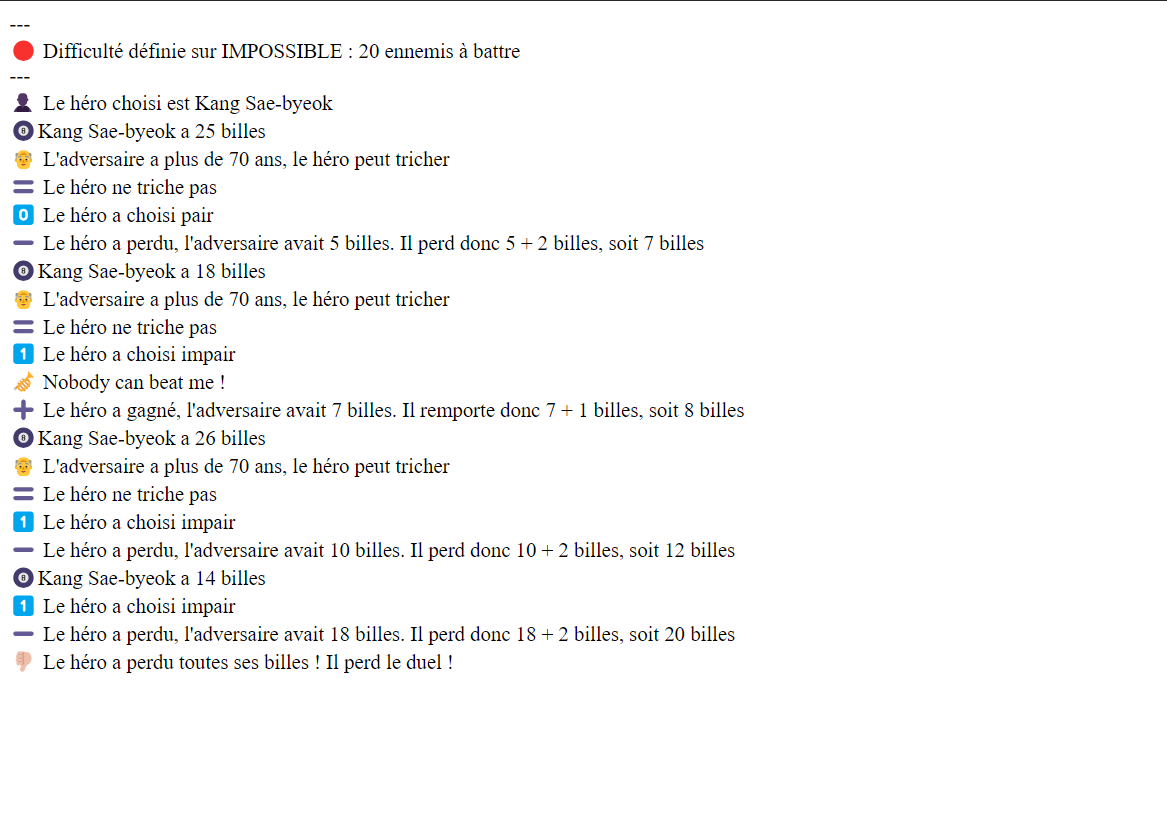 ---
🔴 Difficulté définie sur IMPOSSIBLE : 20 ennemis à battre
---
👤 Le héro choisi est Kang Sae-byeok
🎱 Kang Sae-byeok a 25 billes
👴 L'adversaire a plus de 70 ans, le héro peut tricher
🟰 Le héro ne triche pas
0️⃣ Le héro a choisi pair
➖ Le héro a perdu, l'adversaire avait 5 billes. Il perd donc 5 + 2 billes, soit 7 billes
🎱 Kang Sae-byeok a 18 billes
👴 L'adversaire a plus de 70 ans, le héro peut tricher
🟰 Le héro ne triche pas
1️⃣ Le héro a choisi impair
🎺 Nobody can beat me !
➕ Le héro a gagné, l'adversaire avait 7 billes. Il remporte donc 7 + 1 billes, soit 8 billes
🎱 Kang Sae-byeok a 26 billes
👴 L'adversaire a plus de 70 ans, le héro peut tricher
🟰 Le héro ne triche pas
1️⃣ Le héro a choisi impair
➖ Le héro a perdu, l'adversaire avait 10 billes. Il perd donc 10 + 2 billes, soit 12 billes
🎱 Kang Sae-byeok a 14 billes
1️⃣ Le héro a choisi impair
➖ Le héro a perdu, l'adversaire avait 18 billes. Il perd donc 18 + 2 billes, soit 20 billes
👎🏻 Le héro a perdu toutes ses billes ! Il perd le duel !